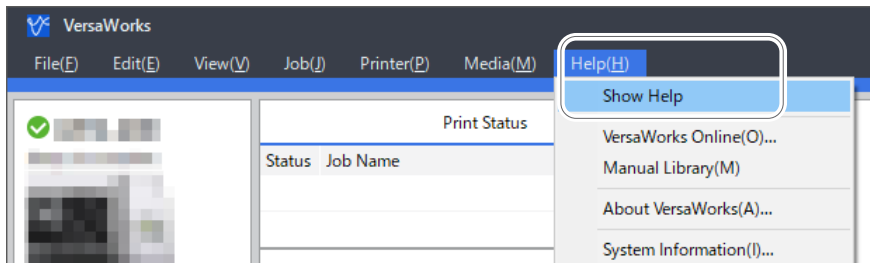 VersaWorks
File(F) Edit(E) View(V) Job(J) Printer(P) Media(M) Help(H)
Show Help
Print Status
VersaWorks Online(O)...
Status Job Name
Manual Library(M)
About VersaWorks(A)...
System Information(I)...